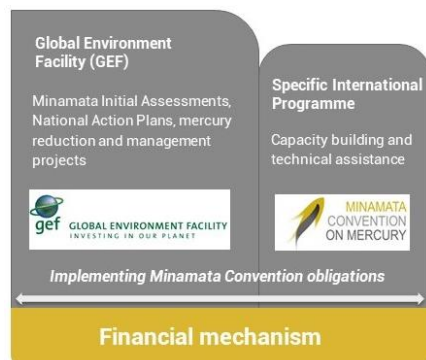 Global Environment
Facility (GEF)
Minamata Initial Assessments,
National Action Plans, mercury
reduction and management
projects
gef GLOBAL ENVIRONMENT FACILITY
INVESTING IN OUR PLANET
Specific International
Programme
Capacity building and
technical assistance
MINAMATA
CONVENTION
ON MERCURY
Implementing Minamata Convention obligations
Financial mechanism